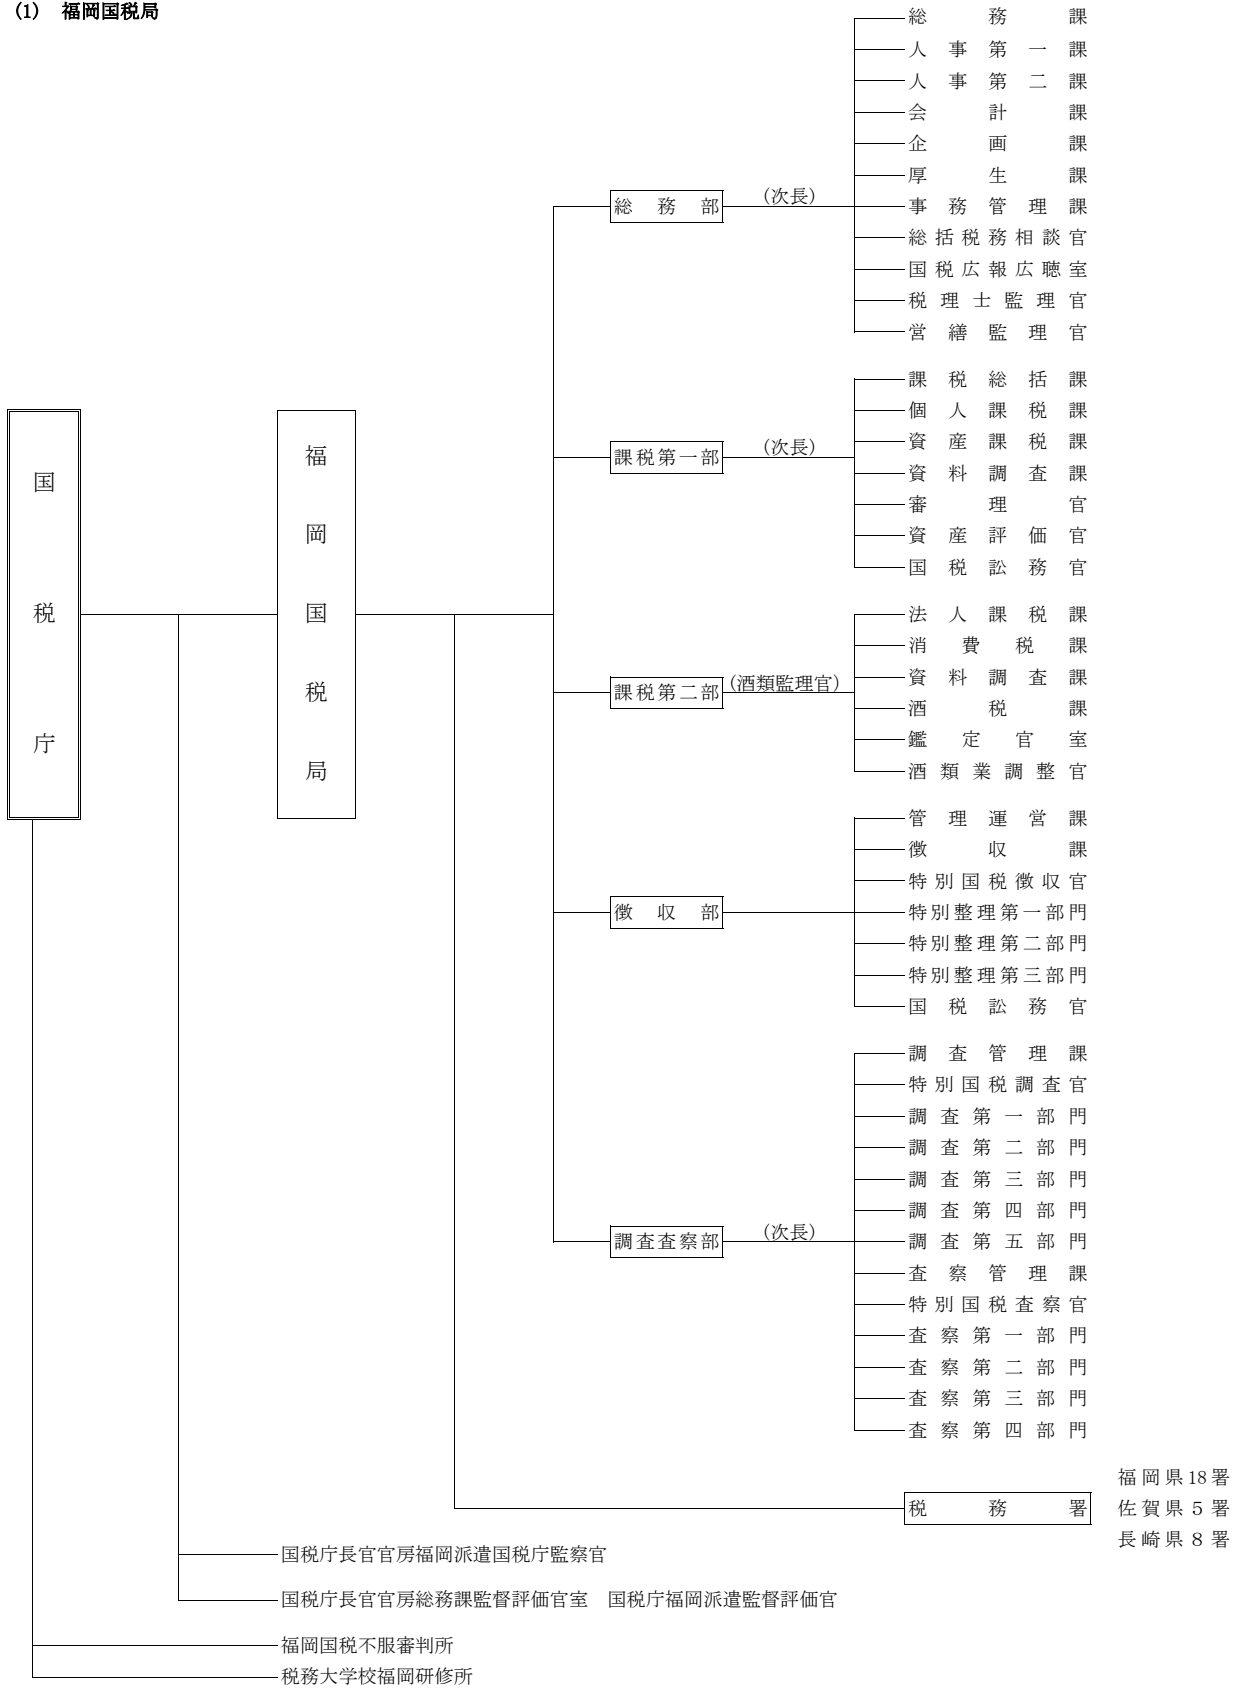 (1) 福岡国税局
国税庁
福岡国税局
総務部
(次長)
総務課
人事第一課
人事第二課
会計課
企画課
厚生課
事務管理課
総括税務相談官
国税広報広聴室
税理士監理官
営繕監理官
課税第一部
(次長)
課税総括課
個人課税課
資産課税課
資料調査課
審理官
資産評価官
国税訟務官
課税第二部
(酒類監理官)
法人課税課
消費税課
資料調査課
酒税課
鑑定官室
酒類業調整官
徴収部
管理運営課
徴収課
特別国税徴収官
特別整理第一部門
特別整理第二部門
特別整理第三部門
国税訟務官
調査査察部
(次長)
調査管理課
特別国税調査官
調査第一部門
調査第二部門
調査第三部門
調査第四部門
調査第五部門
査察管理課
特別国税査察官
査察第一部門
査察第二部門
査察第三部門
査察第四部門
税務署
福岡県18署
佐賀県5署
長崎県8署
国税庁長官官房福岡派遣国税庁監察官
国税庁長官官房総務課監督評価官室 国税庁福岡派遣監督評価官
福岡国税不服審判所
税務大学校福岡研修所